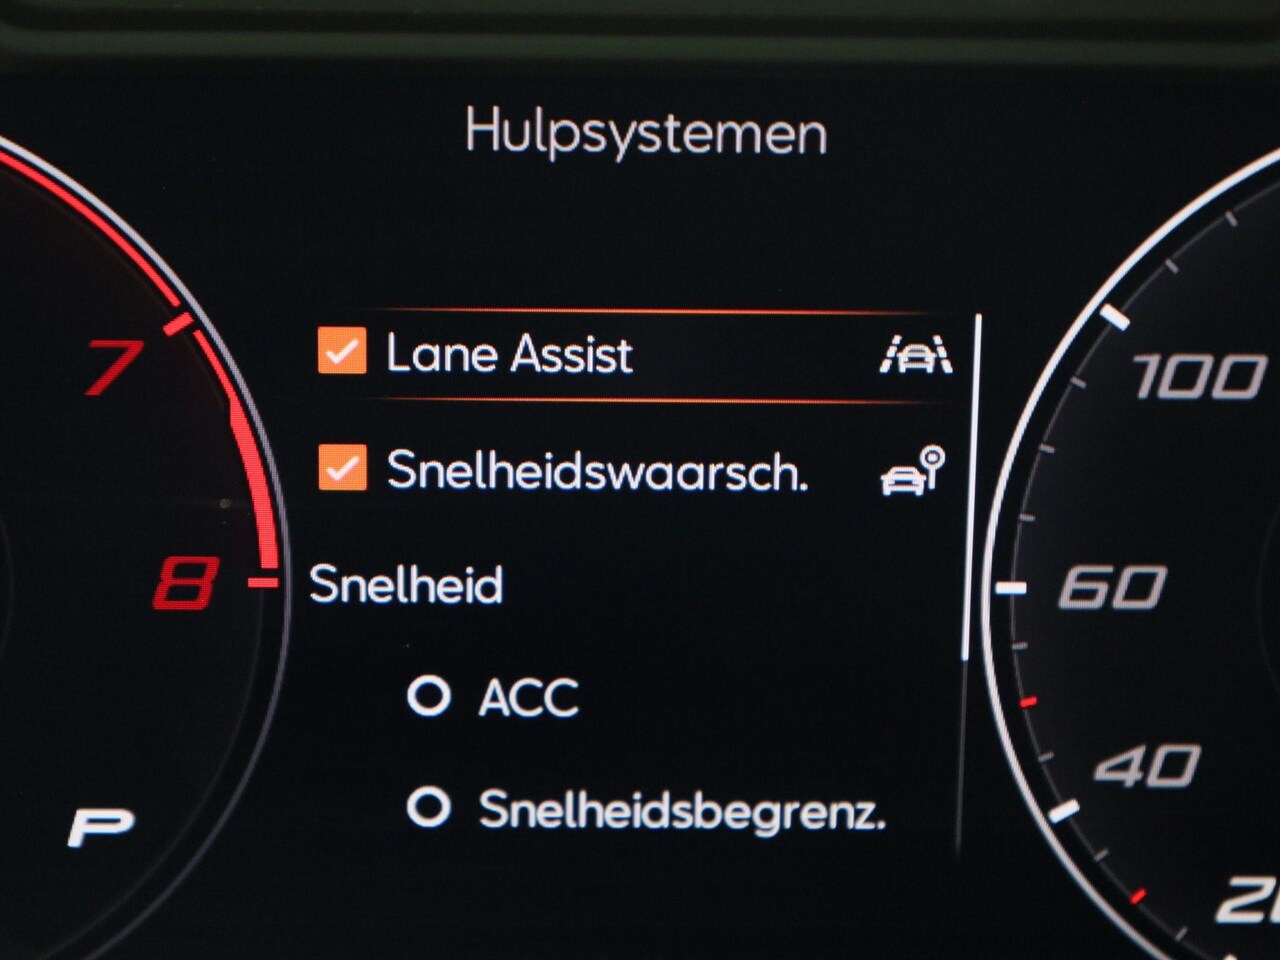 Hulpsystemen
Lane Assist
Snelheidswaarsch.
Snelheid
ACC
Snelheidsbegrenz.
7
8
P
100
60
40